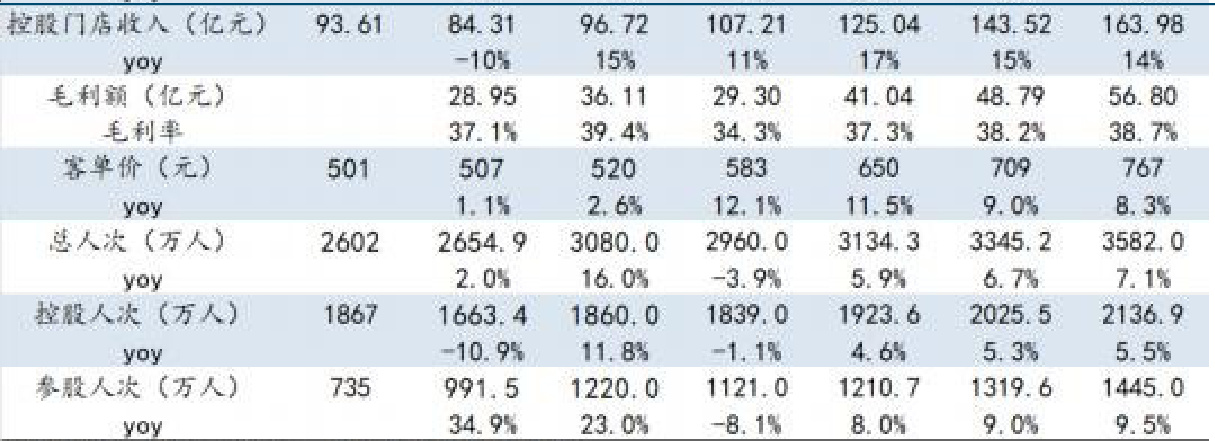 控股门店收入（亿元） 93.61 84.31 96.72 107.21 125.04 143.52 163.98
yoy -10% 15% 11% 17% 15% 14%
毛利额（亿元） 28.95 36.11 29.30 41.04 48.79 56.80
毛利率 37.1% 39.4% 34.3% 37.3% 38.2% 38.7%
客单价（元） 501 507 520 583 650 709 767
yoy 1.1% 2.6% 12.1% 11.5% 9.0% 8.3%
总人次（万人） 2602 2654.9 3080.0 2960.0 3134.3 3345.2 3582.0
yoy 2.0% 16.0% -3.9% 5.9% 6.7% 7.1%
控股人次（万人） 1867 1663.4 1860.0 1839.0 1923.6 2025.5 2136.9
yoy -10.9% 11.8% -1.1% 4.6% 5.3% 5.5%
参股人次（万人） 735 991.5 1220.0 1121.0 1210.7 1319.6 1445.0
yoy 34.9% 23.0% -8.1% 8.0% 9.0% 9.5%